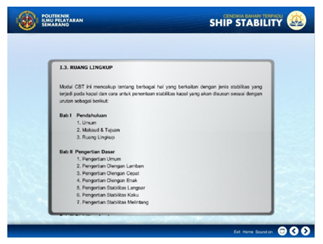 POLITEKNIK
ILMU PELAYARAN
SEMARANG
CENDIKIA BAHARI TERPADU
SHIP STABILITY
1.3. RUANG LINGKUP
Modul CBT ini mencakup tentang berbagai hal yang berkaitan dengan jenis stabilitas yang
terjadi pada kapal dan cara untuk penentuan stabilitas kapal yang akan disusun sesuai dengan
urutan sebagai berikut:
Bab I Pendahuluan
1. Umum
2. Maksud & Tujuan
3. Ruang Lingkup
Bab II Pengertian Dasar
1. Pengertian Umum
2. Pengertian Olengan Lamban
3. Pengertian Olengan Cepat
4. Pengertian Olengan Enak
5. Pengertian Stabilitas Langsar
6. Pengertian Stabilitas Kaku
7. Pengertian Stabilitas Melintang
Exit Home Sound on